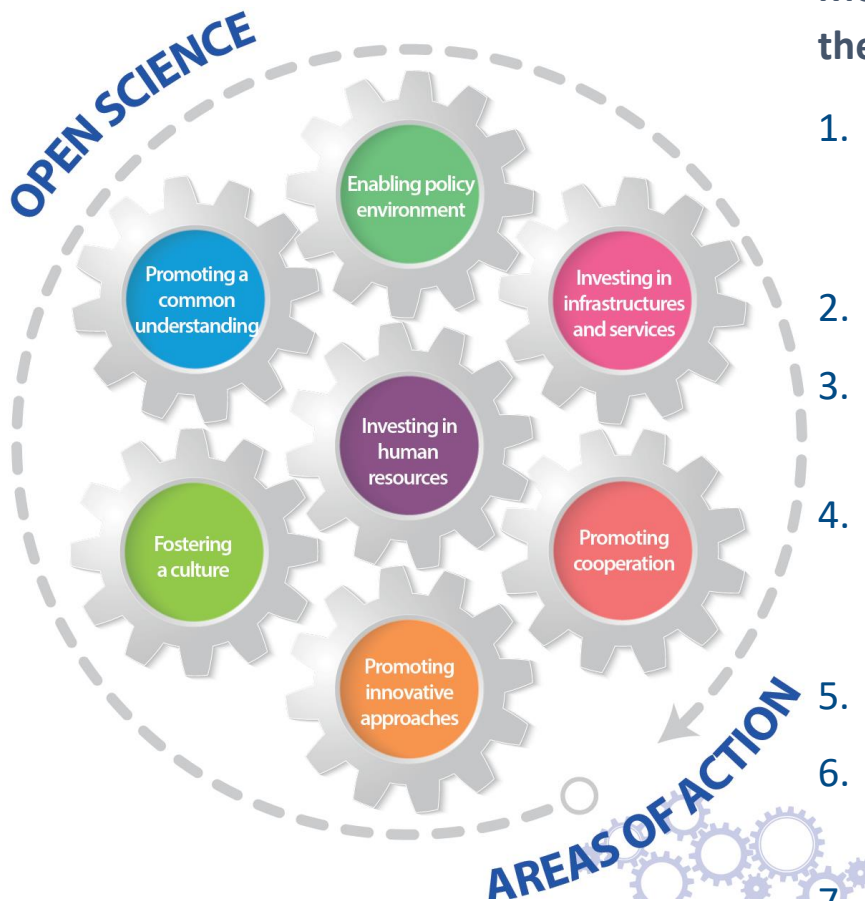 the
1.
2.
3.
4.
5.
6.
7.
OPEN SCIENCE
Enabling policy
environment
Promoting a
common
understanding
Investing in
infrastructures
and services
Investing in
human
resources
Fostering
a culture
Promoting
cooperation
Promoting
innovative
approaches
AREAS OF ACTION